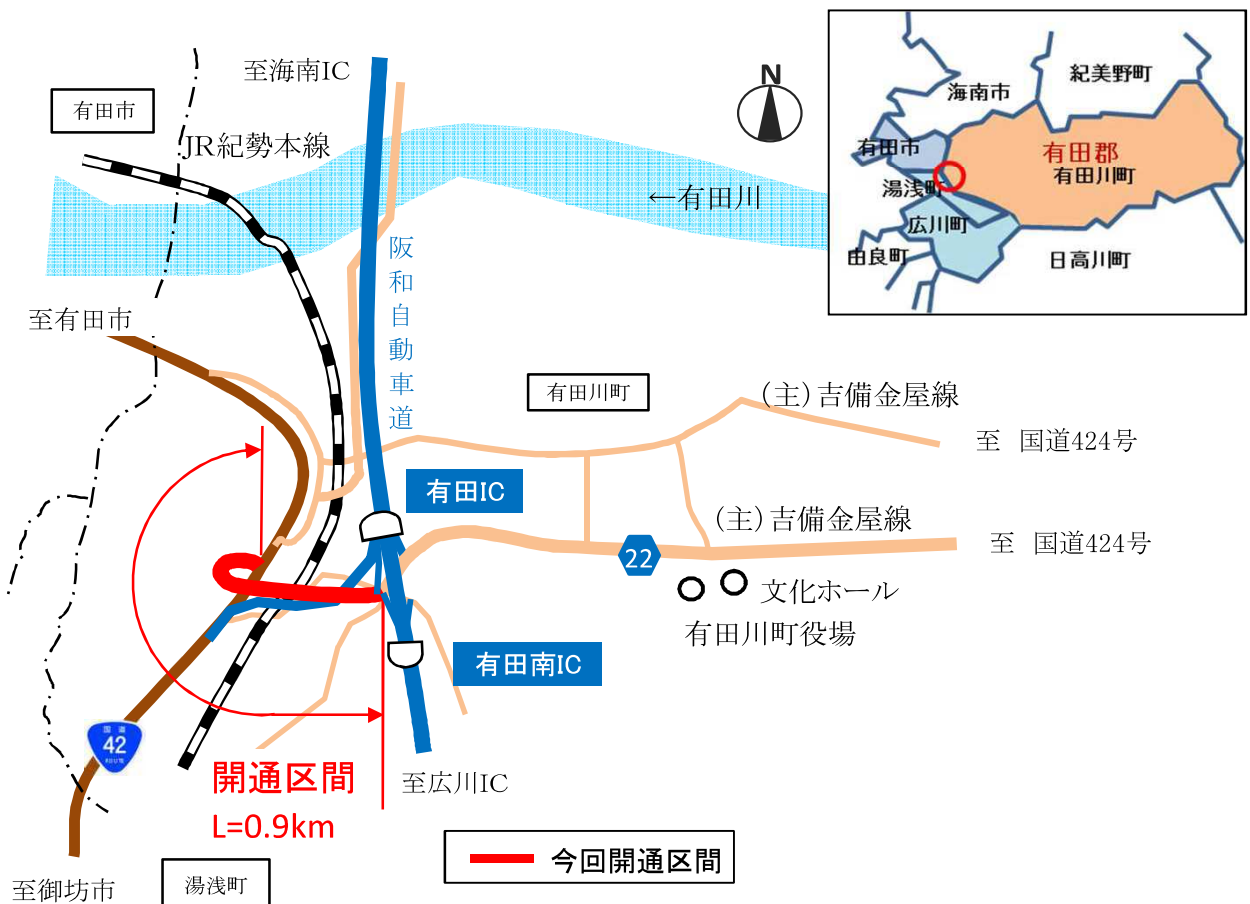 至海南IC
N
有田市
JR紀勢本線
←有田川
海南市
紀美野町
有田市
有田郡
有田川町
湯浅町
広川町
由良町
日高川町
阪和自動車道
至有田市
有田川町
(主)吉備金屋線
至 国道424号
有田IC
(主)吉備金屋線
至 国道424号
22
文化ホール
有田川町役場
有田南IC
国道
42
ROUTE
開通区間
L=0.9km
至広川IC
今回開通区間
至御坊市
湯浅町